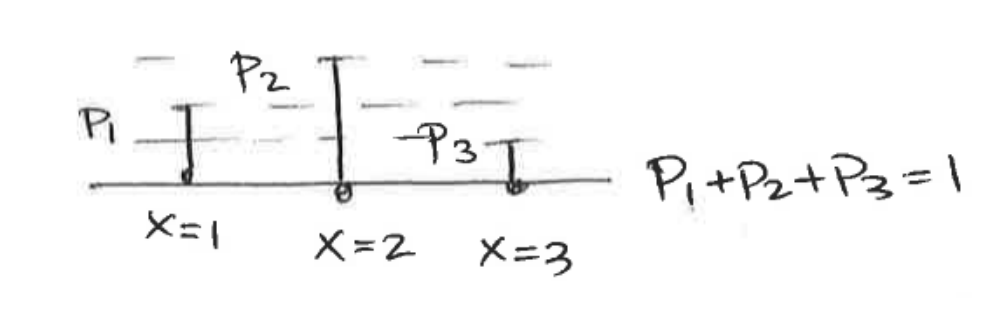 P₂
P₁
P₃
P₁+P₂+P₃=1
X=1
X=2
X=3